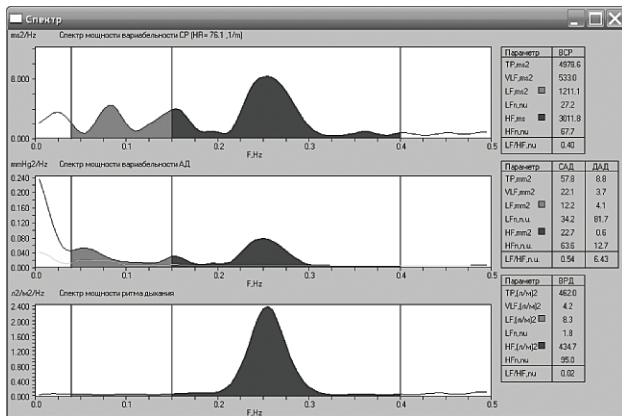 Спектр
ms2/Hz Спектр мощности вариабельности СР (HR= 76.1 ,1/m)
8.000
0.000
0.0 0.1 0.2 0.3 0.4 0.5
F,Hz
Параметр ВСР
TP,ms2 4978.6
VLF,ms2 533.0
LF,ms2 1211.1
LFn,nu 27.2
HF,ms 3011.8
HFn,nu 67.7
LF/HF,nu 0.40
mmHg2/Hz Спектр мощности вариабельности АД
0.240
0.200
0.160
0.120
0.080
0.040
0.000
0.0 0.1 0.2 0.3 0.4 0.5
F,Hz
Параметр САД ДАД
TP,mm2 57.8 8.8
VLF,mm2 22.1 3.7
LF,mm2 12.2 4.1
LFn,n.u. 34.2 81.7
HF,mm2 22.7 0.6
HFn,n.u. 63.6 12.7
LF/HF,n.u. 0.54 6.43
л2/м2/Hz Спектр мощности ритма дыхания
2.400
2.000
1.600
1.200
0.800
0.400
0.000
0.0 0.1 0.2 0.3 0.4 0.5
F,Hz
Параметр ВРД
TP,(л/м)2 462.0
VLF,(л/м)2 4.2
LF,(л/м)2 8.3
LFn,nu 1.8
HF,(л/м)2 434.7
HFn,nu 95.0
LF/HF,nu 0.02